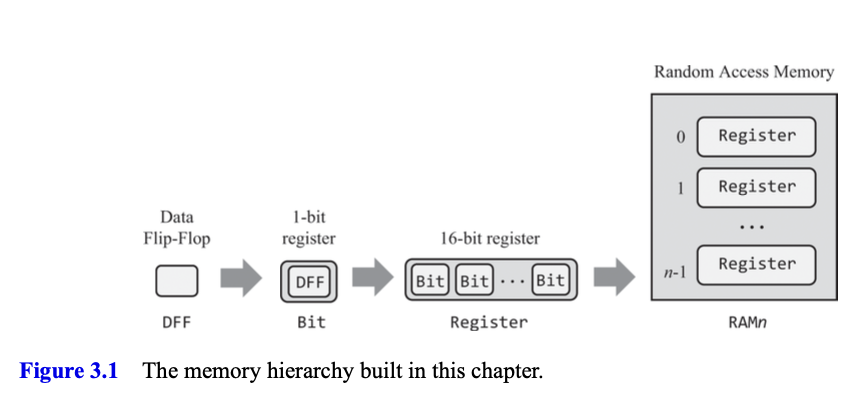 Random Access Memory
0 Register
1 Register
...
n-1 Register
RAMn
Data
Flip-Flop
DFF
1-bit
register
DFF
Bit
16-bit register
Bit Bit ... Bit
Register
Figure 3.1 The memory hierarchy built in this chapter.